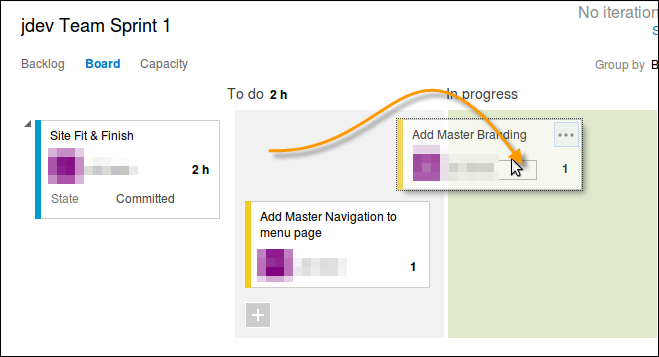 jdev Team Sprint 1
No iteration
S
Backlog Board Capacity
Group by B
To do 2 h
In progress
Site Fit & Finish
2 h
State Committed
Add Master Branding
1
Add Master Navigation to
menu page
1